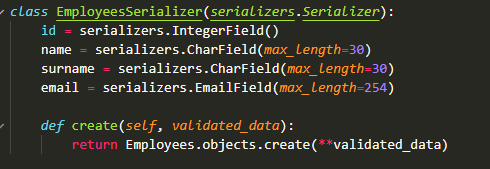 class EmployeesSerializer(serializers.Serializer):
    id = serializers.IntegerField()
    name = serializers.CharField(max_length=30)
    surname = serializers.CharField(max_length=30)
    email = serializers.EmailField(max_length=254)

    def create(self, validated_data):
        return Employees.objects.create(**validated_data)